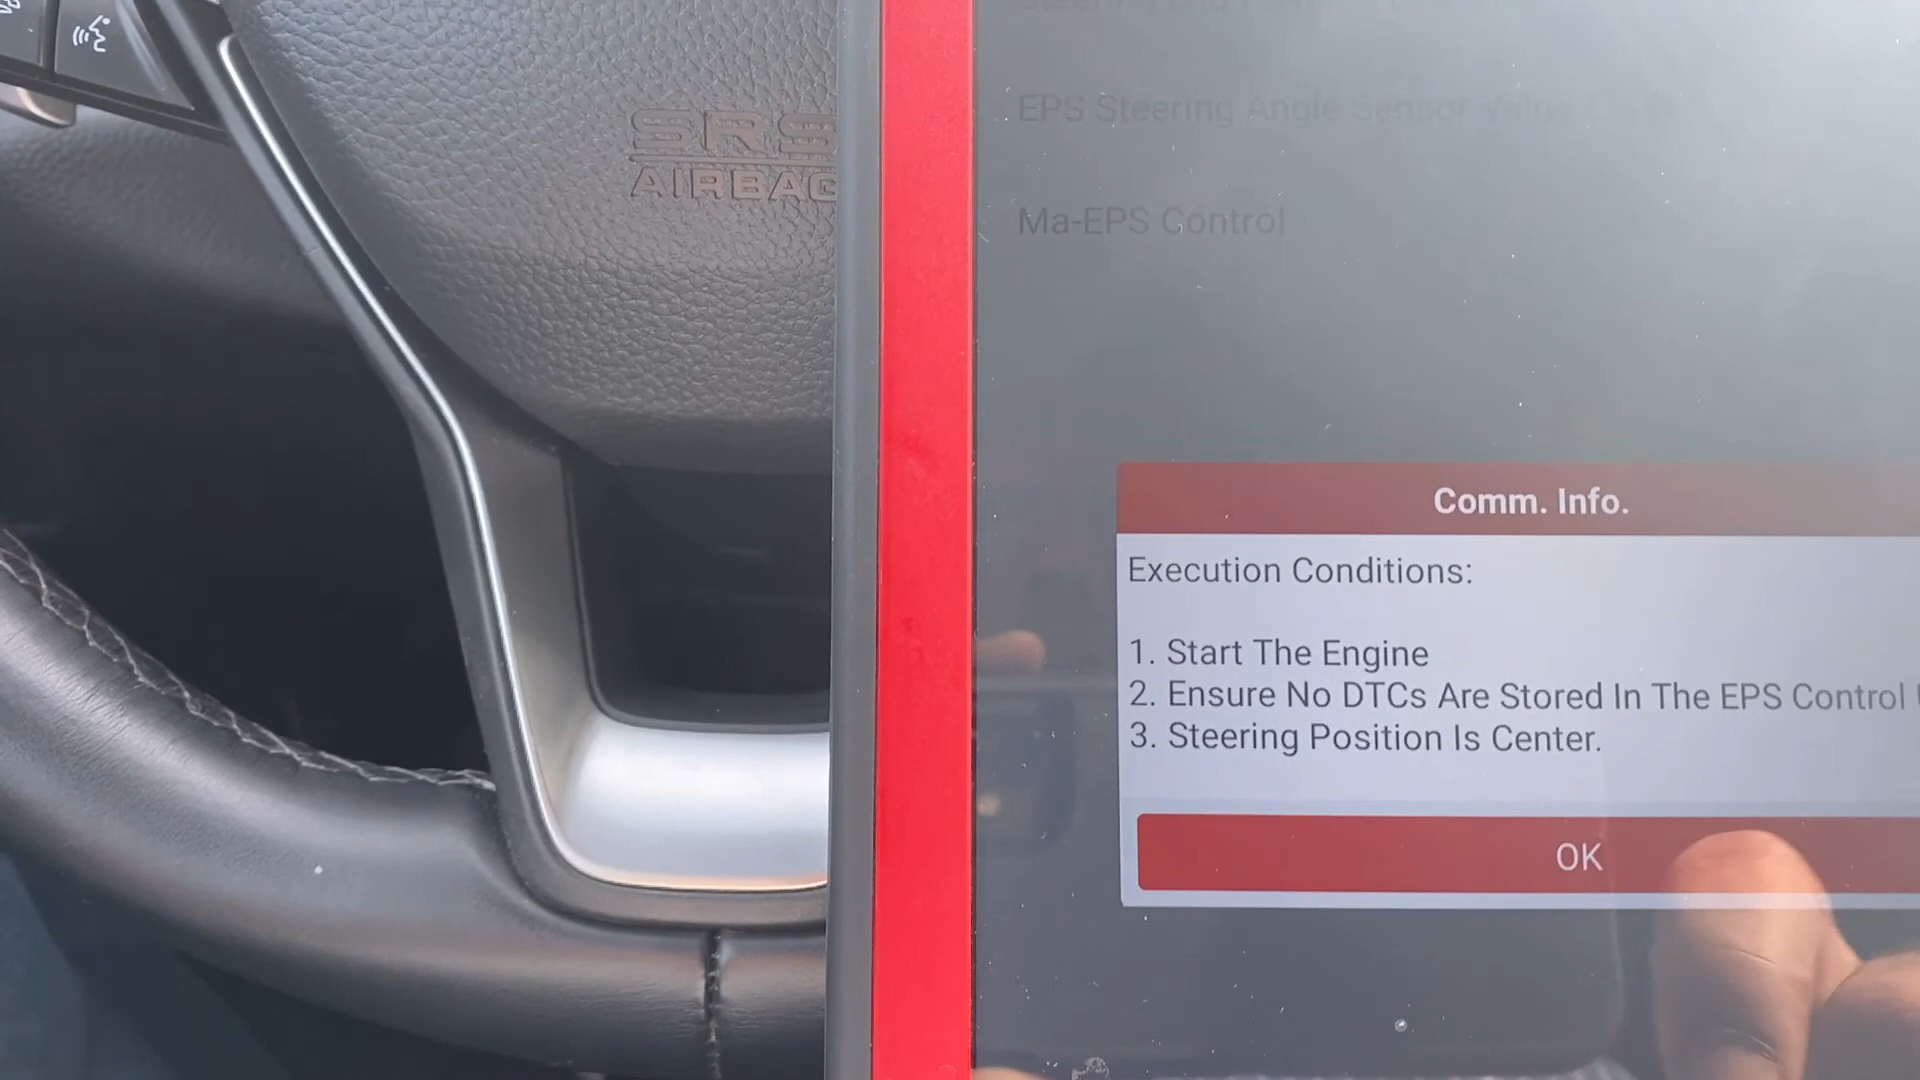 SRS
AIRBAG
EPS Steering Angle Sensor Value
Ma-EPS Control
Comm. Info.
Execution Conditions:
1. Start The Engine
2. Ensure No DTCs Are Stored In The EPS Control
3. Steering Position Is Center.
OK